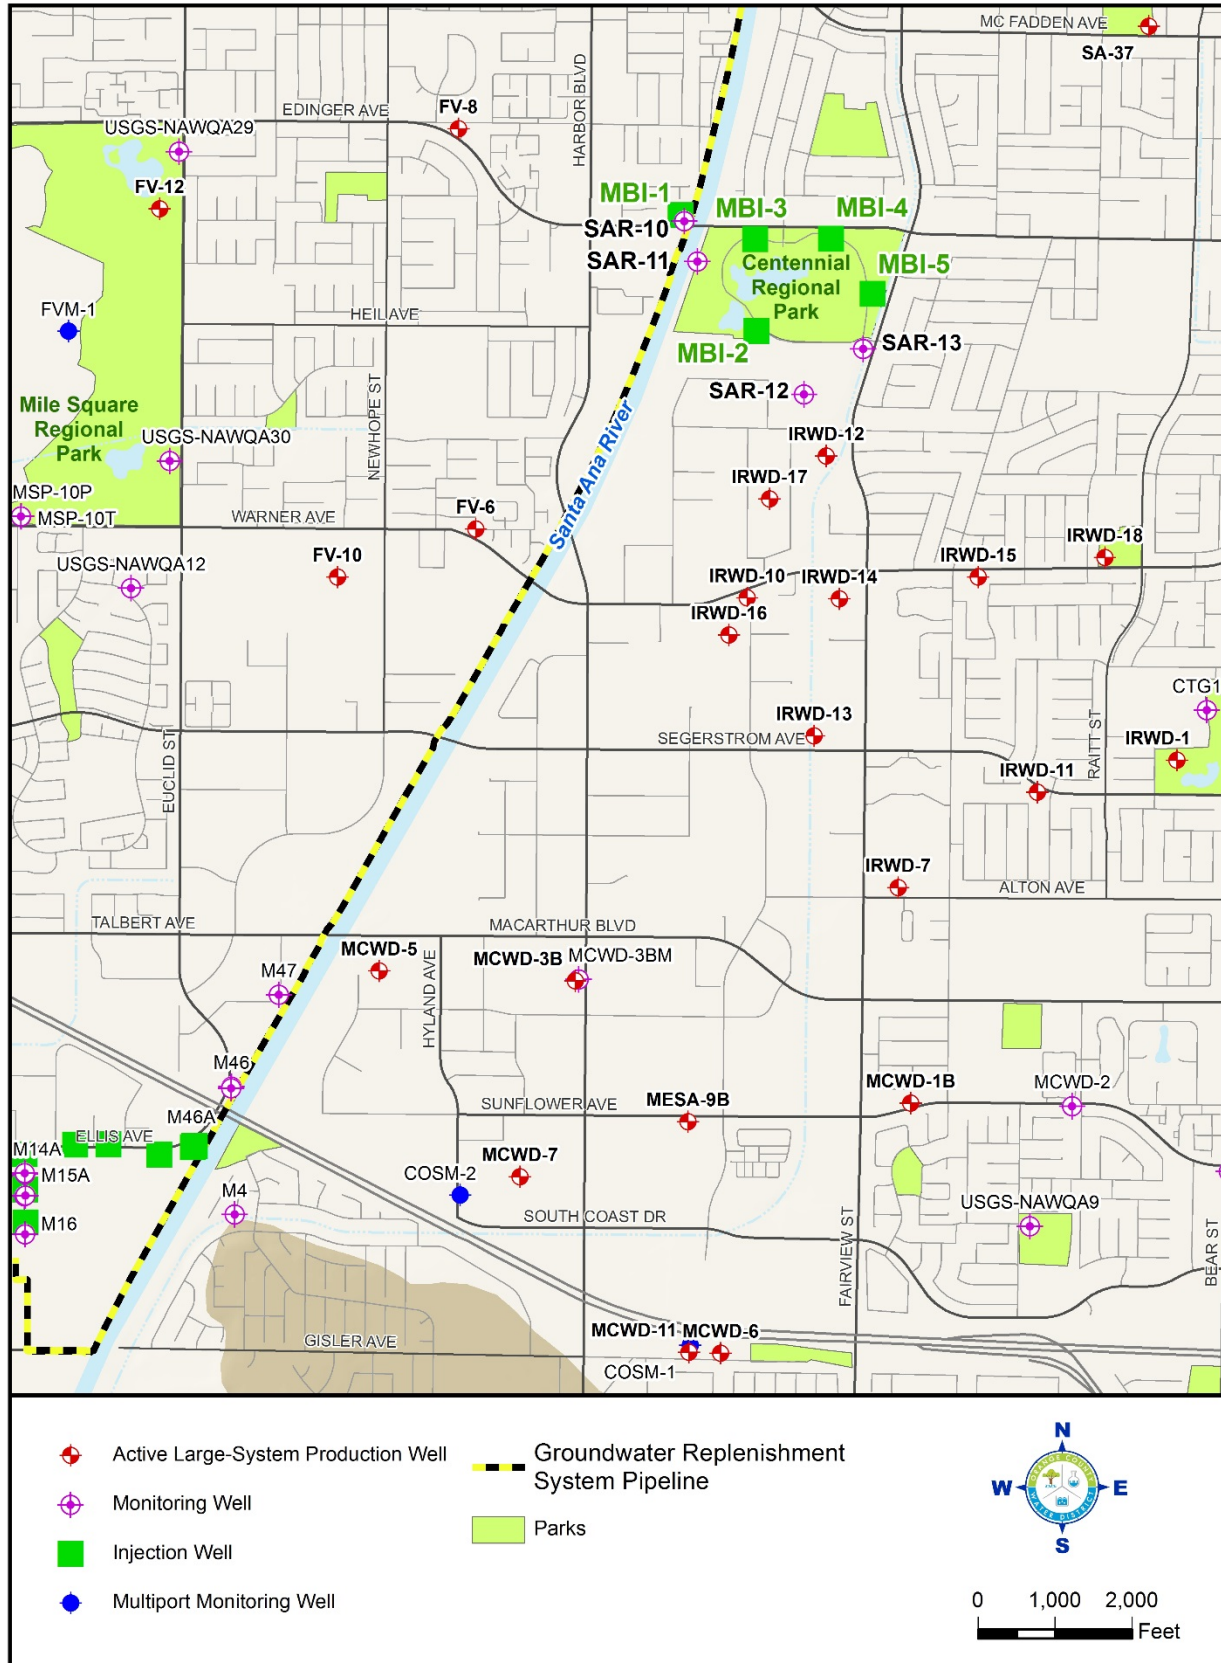 MC FADDEN AVE
SA-37
EDINGER AVE
FV-8
HARBOR BLVD
USGS-NAWQA29
FV-12
MBI-1
SAR-10
MBI-3
MBI-4
SAR-11
Centennial
Regional
Park
MBI-5
FVM-1
HEIL AVE
MBI-2
SAR-13
Mile Square
Regional
Park
NEWHOPE ST
SAR-12
Santa Ana River
USGS-NAWQA30
IRWD-12
IRWD-17
MSP-10P
MSP-10T
WARNER AVE
FV-6
FV-10
USGS-NAWQA12
IRWD-10
IRWD-14
IRWD-15
IRWD-18
IRWD-16
CTG1
EUCLID ST
SEGERSTROM AVE
IRWD-13
RAITT ST
IRWD-1
IRWD-11
IRWD-7
ALTON AVE
TALBERT AVE
MACARTHUR BLVD
MCWD-5
HYLAND AVE
MCWD-3B
MCWD-3BM
M47
M46
M46A
SUNFLOWER AVE
MESA-9B
MCWD-1B
MCWD-2
ELLIS AVE
M14A
M15A
M16
M4
COSM-2
MCWD-7
SOUTH COAST DR
FAIRVIEW ST
USGS-NAWQA9
BEAR ST
GISLER AVE
MCWD-11
MCWD-6
COSM-1
Active Large-System Production Well
Monitoring Well
Injection Well
Multiport Monitoring Well
Groundwater Replenishment
System Pipeline
Parks
N
W
E
S
ORANGE COUNTY
WATER DISTRICT
0 1,000 2,000
Feet